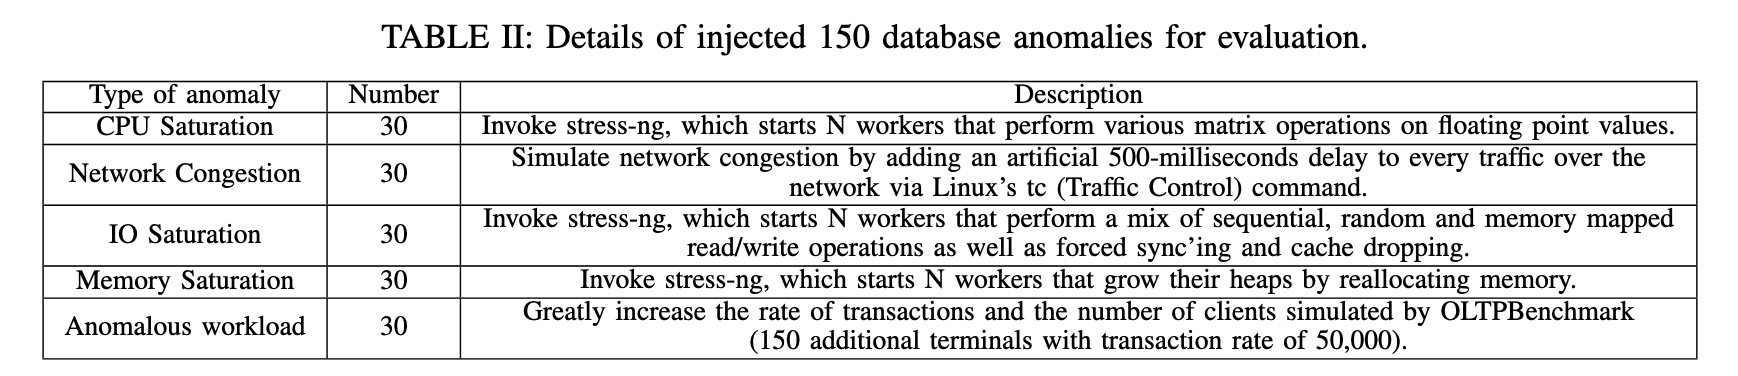 TABLE II: Details of injected 150 database anomalies for evaluation.
Type of anomaly Number Description
CPU Saturation 30 Invoke stress-ng, which starts N workers that perform various matrix operations on floating point values.
Network Congestion 30 Simulate network congestion by adding an artificial 500-milliseconds delay to every traffic over the
network via Linux's tc (Traffic Control) command.
IO Saturation 30 Invoke stress-ng, which starts N workers that perform a mix of sequential, random and memory mapped
read/write operations as well as forced sync'ing and cache dropping.
Memory Saturation 30 Invoke stress-ng, which starts N workers that grow their heaps by reallocating memory.
Anomalous workload 30 Greatly increase the rate of transactions and the number of clients simulated by OLTPBenchmark
(150 additional terminals with transaction rate of 50,000).